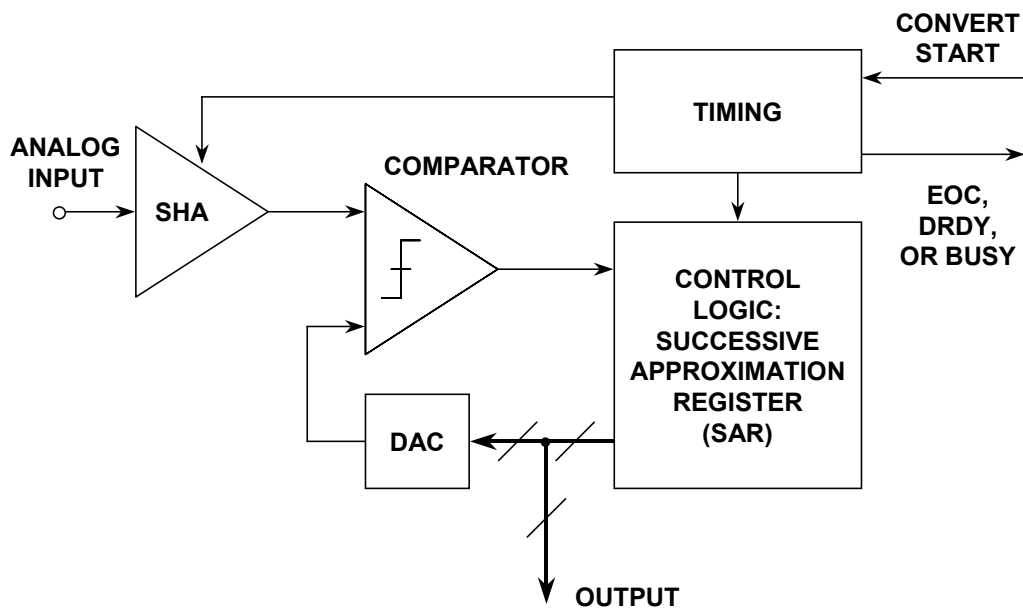 CONVERT
START
TIMING
ANALOG
INPUT
COMPARATOR
SHA
EOC,
DRDY,
OR BUSY
CONTROL
LOGIC:
SUCCESSIVE
APPROXIMATION
REGISTER
(SAR)
DAC
OUTPUT